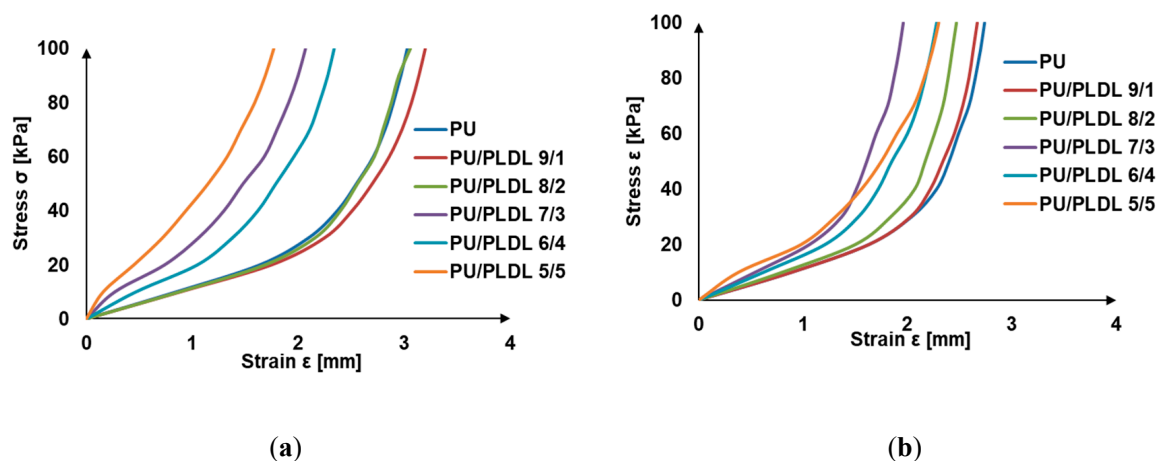 100
80
60
40
20
0
Stress σ [kPa]
0 1 2 3 4
Strain ε [mm]
PU
PU/PLDL 9/1
PU/PLDL 8/2
PU/PLDL 7/3
PU/PLDL 6/4
PU/PLDL 5/5
(a)
100
80
60
40
20
0
Stress ε [kPa]
0 1 2 3 4
Strain ε [mm]
PU
PU/PLDL 9/1
PU/PLDL 8/2
PU/PLDL 7/3
PU/PLDL 6/4
PU/PLDL 5/5
(b)